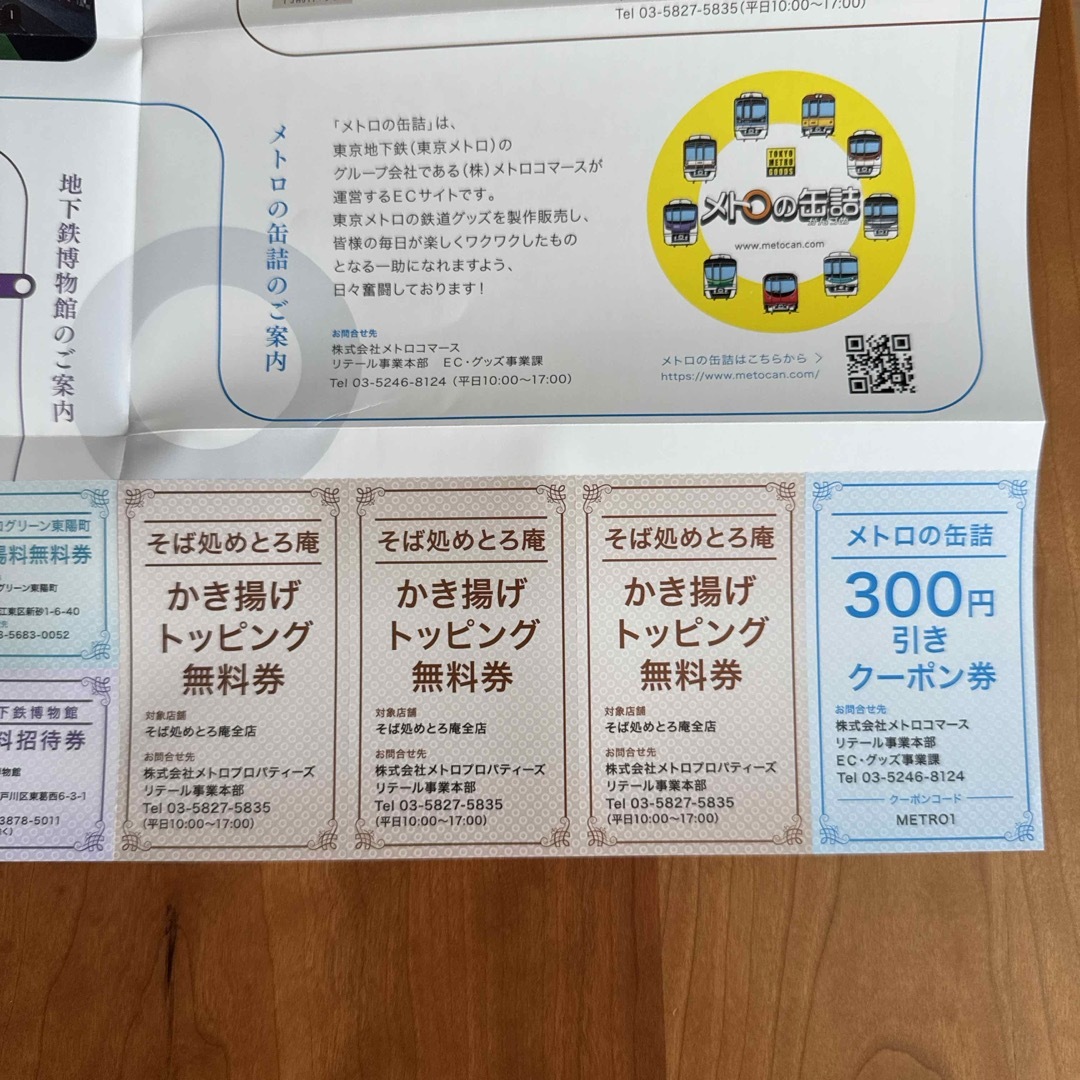 Tel 03-5827-5835(平日10:00〜17:00)
地下鉄博物館のご案内
メトロの缶詰のご案内
「メトロの缶詰」は、
東京地下鉄(東京メトロ)の
グループ会社である(株)メトロコマースが
運営するECサイトです。
東京メトロの鉄道グッズを製作販売し、
皆様の毎日が楽しくワクワクしたもの
となる一助になれますよう、
日々奮闘しております!
お問合せ先
株式会社メトロコマース
リテール事業本部 EC・グッズ事業課
Tel 03-5246-8124(平日10:00〜17:00)
TOKYO
METRO
GOODS
メトロの缶詰
かんづめ
www.metocan.com
メトロの缶詰はこちらから >
https://www.metocan.com/
ログリーン東陽町
場料無料券
グリーン東陽町
江東区新砂1-6-40
3-5683-0052
下鉄博物館
料招待券
博物館
戸川区東葛西6-3-1
3878-5011
そば処めとろ庵
かき揚げ
トッピング
無料券
対象店舗
そば処めとろ庵全店
お問合せ先
株式会社メトロプロパティーズ
リテール事業本部
Tel 03-5827-5835
(平日10:00〜17:00)
そば処めとろ庵
かき揚げ
トッピング
無料券
対象店舗
そば処めとろ庵全店
お問合せ先
株式会社メトロプロパティーズ
リテール事業本部
Tel 03-5827-5835
(平日10:00〜17:00)
そば処めとろ庵
かき揚げ
トッピング
無料券
対象店舗
そば処めとろ庵全店
お問合せ先
株式会社メトロプロパティーズ
リテール事業本部
Tel 03-5827-5835
(平日10:00〜17:00)
メトロの缶詰
300円
引き
クーポン券
お問合せ先
株式会社メトロコマース
リテール事業本部
EC・グッズ事業課
Tel 03-5246-8124
クーポンコード
METRO1